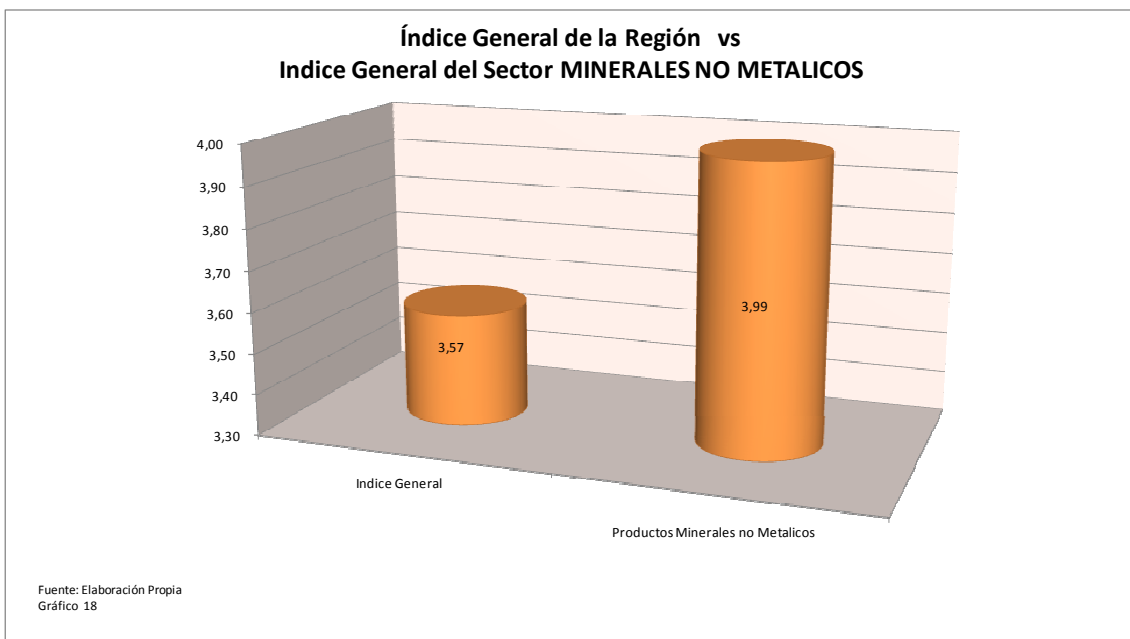 Índice General de la Región vs
Indice General del Sector MINERALES NO METALICOS
4,00
3,90
3,80
3,70
3,60
3,50
3,40
3,30
3,57
3,99
Indice General
Productos Minerales no Metalicos
Fuente: Elaboración Propia
Gráfico 18